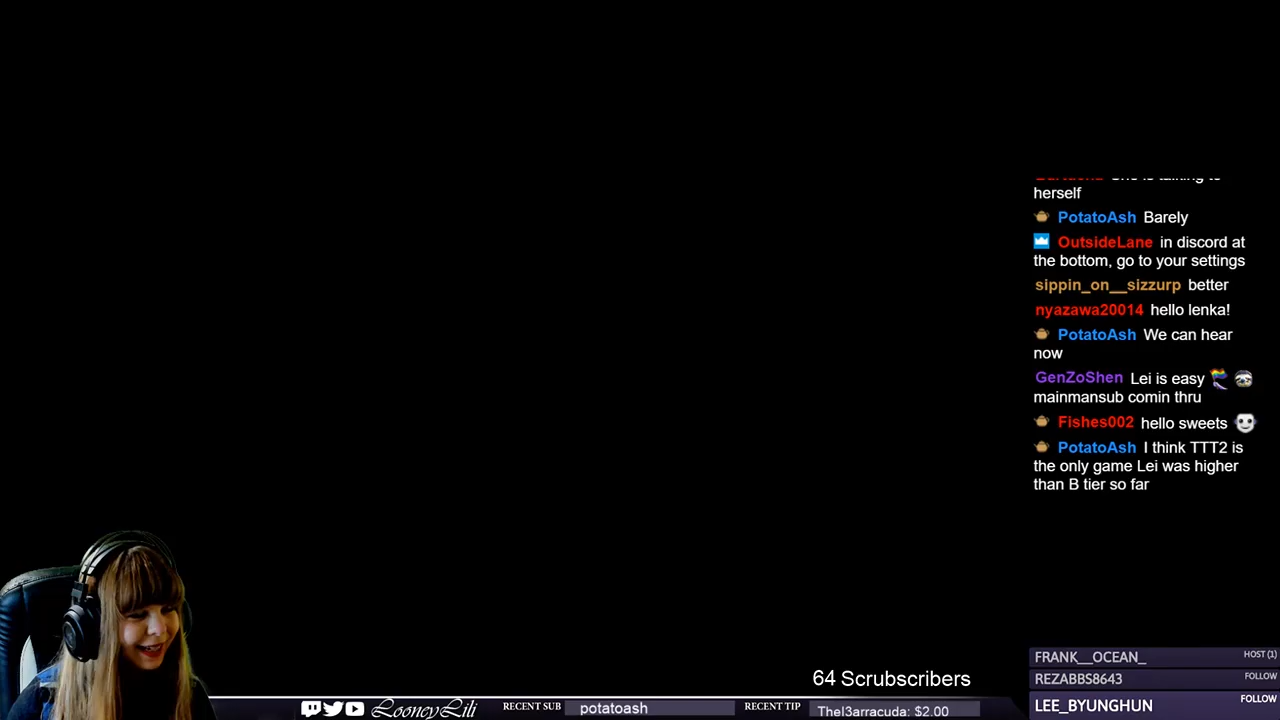 herself
PotatoAsh Barely
OutsideLane in discord at
the bottom, go to your settings
sippin_on__sizzurp better
nyazawa20014 hello lenka!
PotatoAsh We can hear
now
GenZoShen Lei is easy
mainmansub comin thru
Fishes002 hello sweets
PotatoAsh I think TTT2 is
the only game Lei was higher
than B tier so far
FRANK__OCEAN_ HOST (1)
REZABBS8643 FOLLOW
LEE_BYUNGHUN FOLLOW
64 Scrubscribers
LooneyLili RECENT SUB potatoash RECENT TIP TheI3arracuda: $2.00